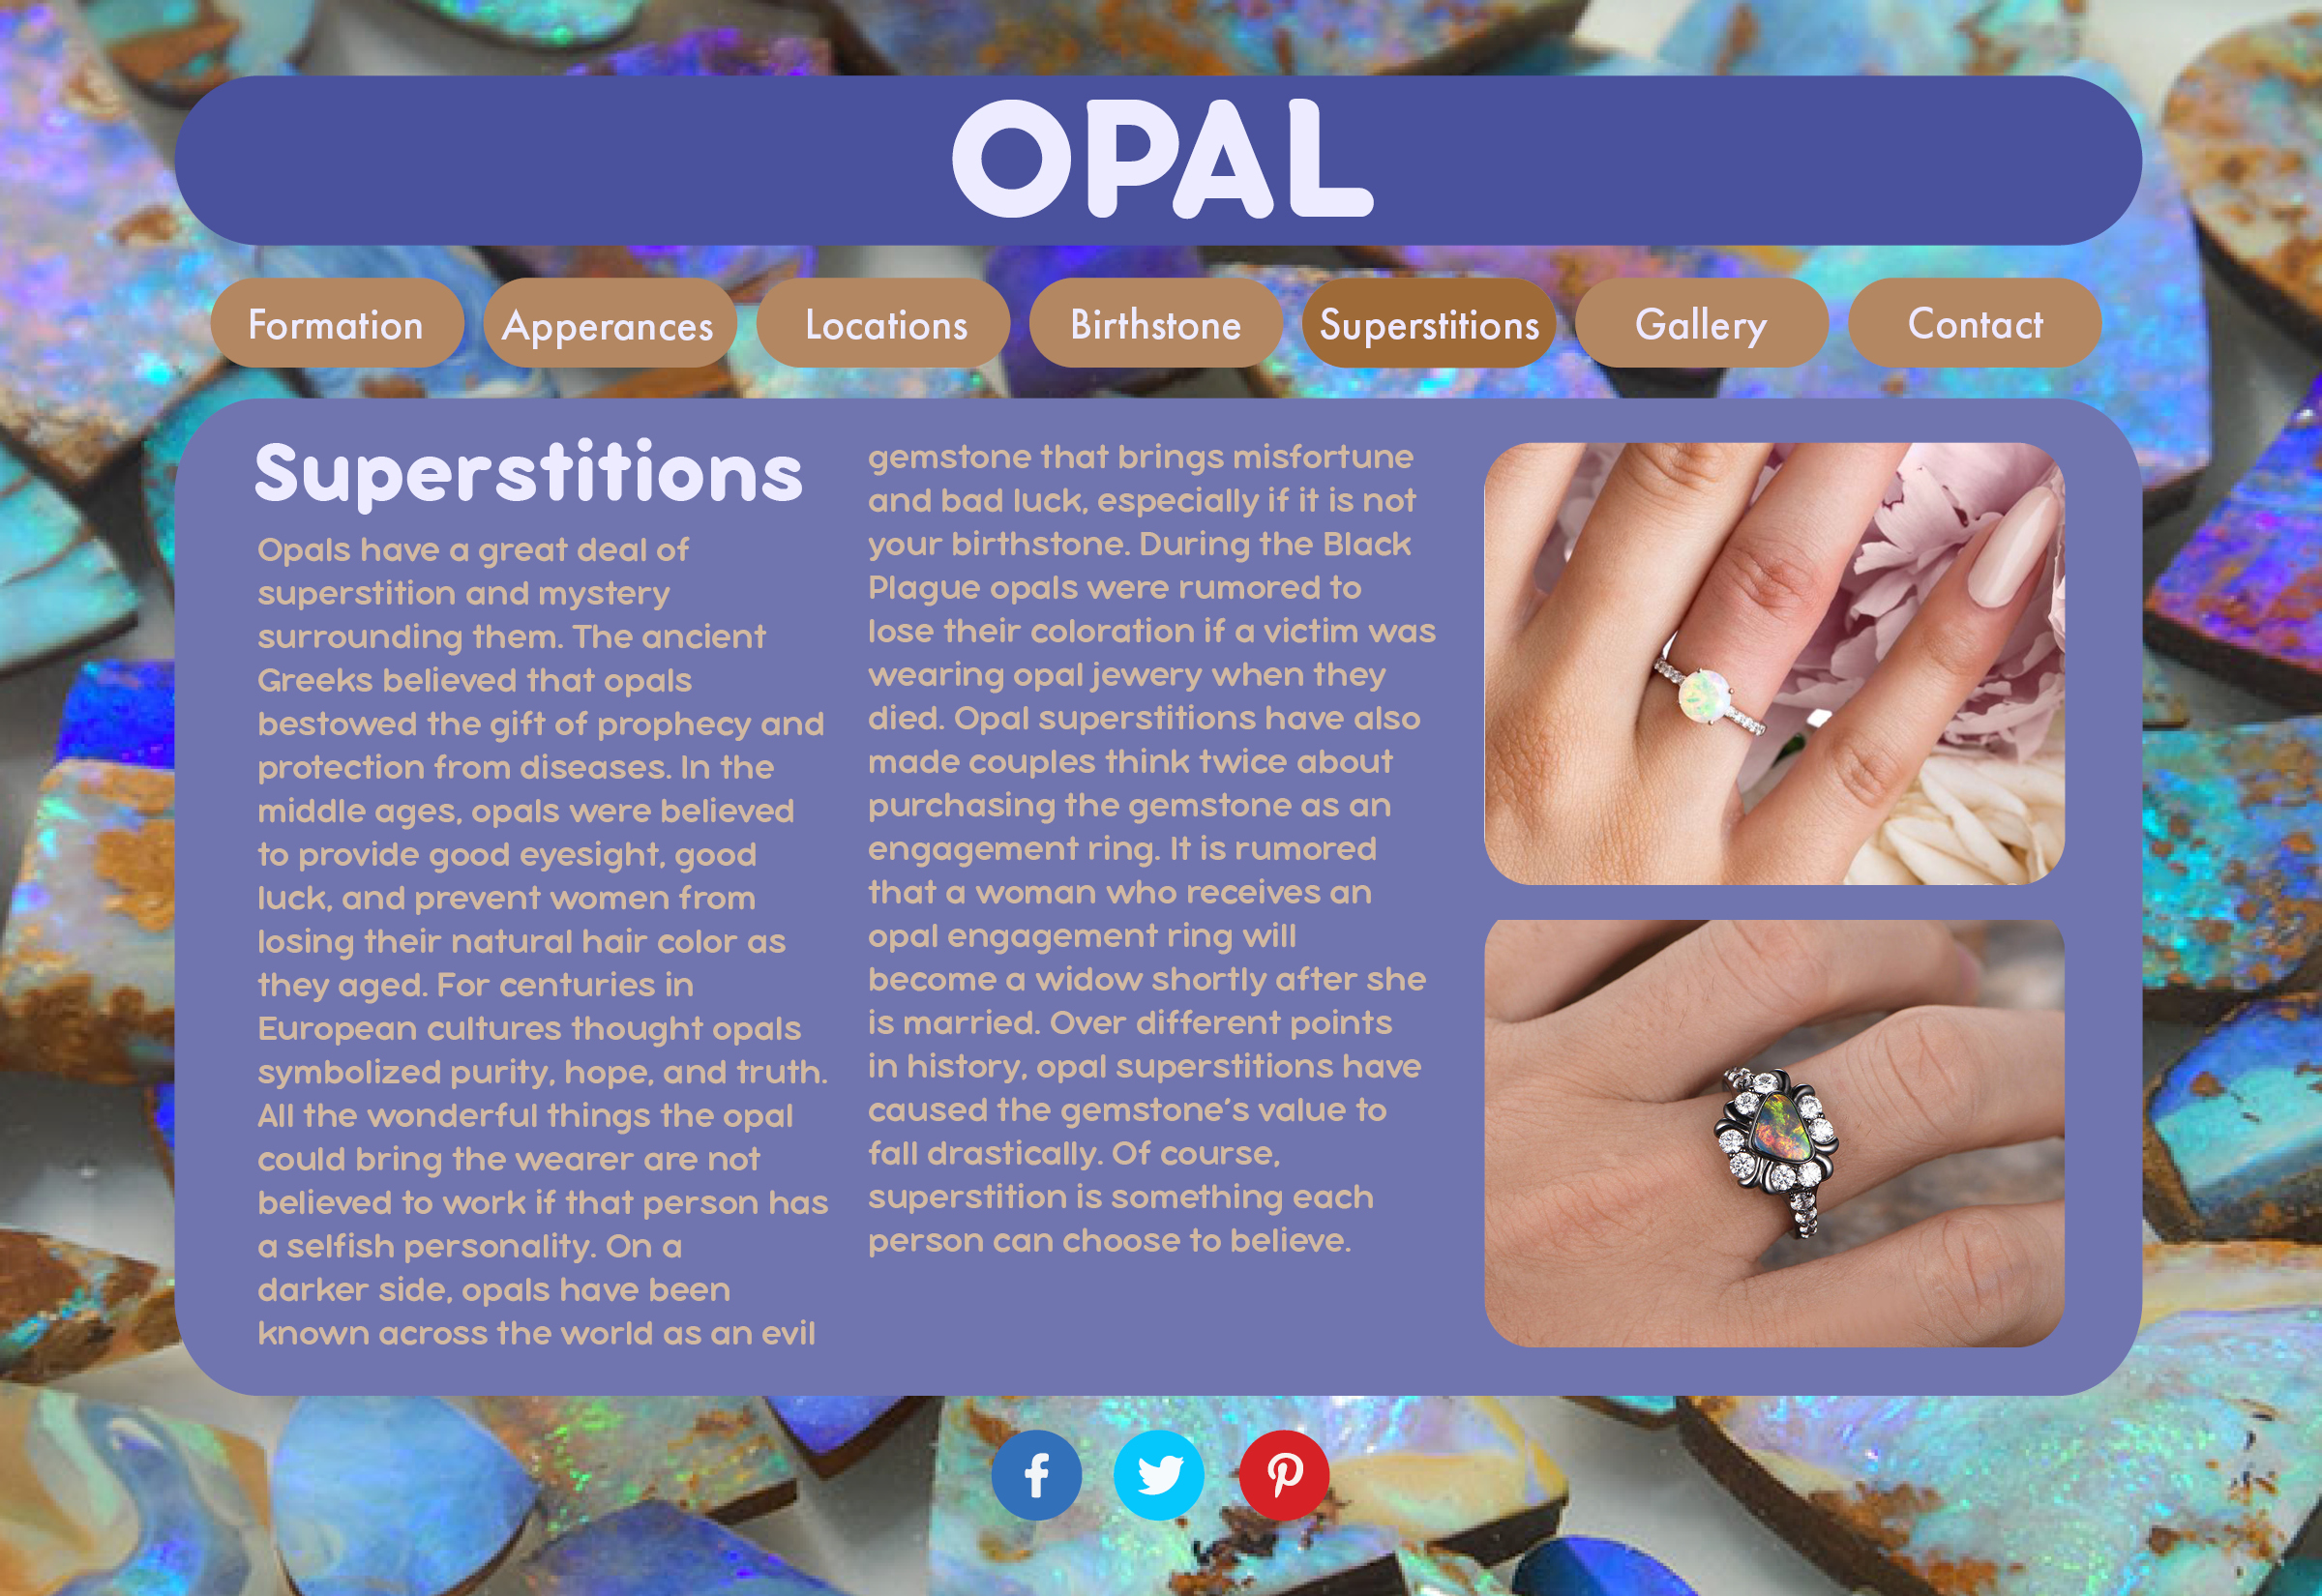 OPAL
Formation
Apperances
Locations
Birthstone
Superstitions
Gallery
Contact
Superstitions
Opals have a great deal of
superstition and mystery
surrounding them. The ancient
Greeks believed that opals
bestowed the gift of prophecy and
protection from diseases. In the
middle ages, opals were believed
to provide good eyesight, good
luck, and prevent women from
losing their natural hair color as
they aged. For centuries in
European cultures thought opals
symbolized purity, hope, and truth.
All the wonderful things the opal
could bring the wearer are not
believed to work if that person has
a selfish personality. On a
darker side, opals have been
known across the world as an evil
gemstone that brings misfortune
and bad luck, especially if it is not
your birthstone. During the Black
Plague opals were rumored to
lose their coloration if a victim was
wearing opal jewery when they
died. Opal superstitions have also
made couples think twice about
purchasing the gemstone as an
engagement ring. It is rumored
that a woman who receives an
opal engagement ring will
become a widow shortly after she
is married. Over different points
in history, opal superstitions have
caused the gemstone's value to
fall drastically. Of course,
superstition is something each
person can choose to believe.